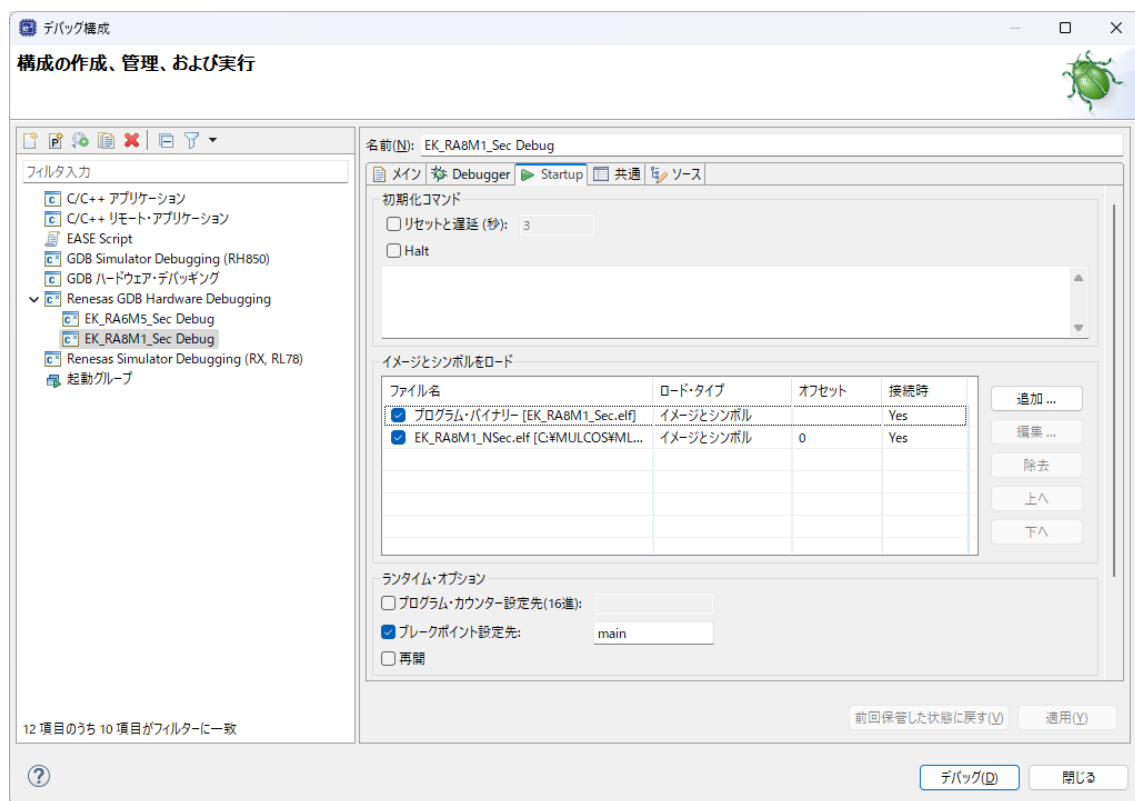 デバッグ構成
構成の作成、管理、および実行
フィルタ入力
C/C++ アプリケーション
C/C++ リモート・アプリケーション
EASE Script
GDB Simulator Debugging (RH850)
GDB ハードウェア・デバッギング
Renesas GDB Hardware Debugging
EK_RA6M5_Sec Debug
EK_RA8M1_Sec Debug
Renesas Simulator Debugging (RX, RL78)
起動グループ
12 項目のうち 10 項目がフィルターに一致
名前(N): EK_RA8M1_Sec Debug
メイン Debugger Startup 共通 ソース
初期化コマンド
リセットと遅延 (秒): 3
Halt
イメージとシンボルをロード
ファイル名 ロード・タイプ オフセット 接続時
プログラム・バイナリー [EK_RA8M1_Sec.elf] イメージとシンボル Yes
EK_RA8M1_NSec.elf [C:¥MULCOS¥ML... イメージとシンボル 0 Yes
追加 ...
編集 ...
除去
上へ
下へ
ランタイム・オプション
プログラム・カウンター設定先(16進):
ブレークポイント設定先: main
再開
前回保管した状態に戻す(V) 適用(Y)
デバッグ(D) 閉じる